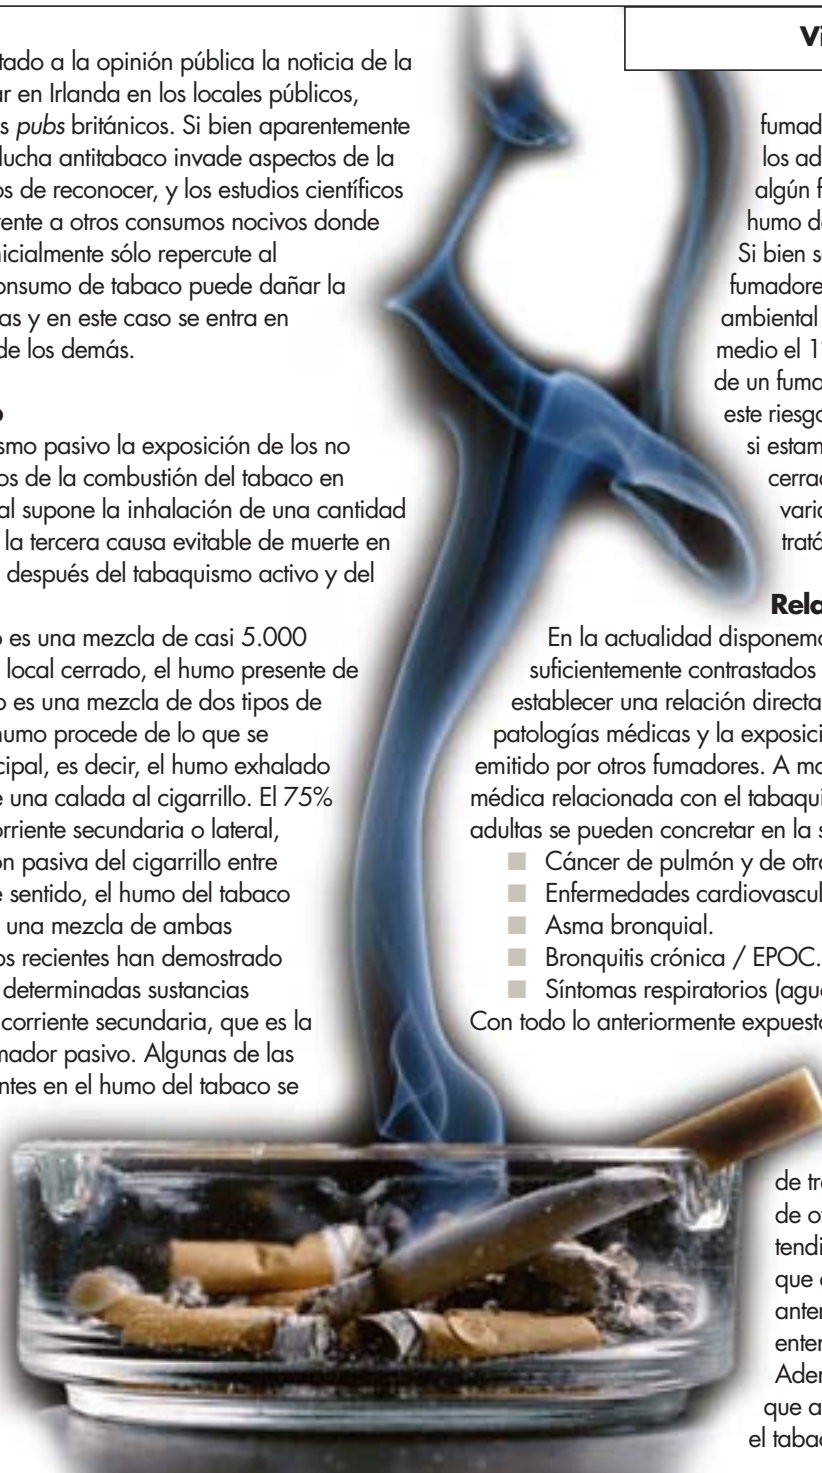 tado a la opinión pública la noticia de la
ar en Irlanda en los locales públicos,
s pubs británicos. Si bien aparentemente
lucha antitabaco invade aspectos de la
os de reconocer, y los estudios científicos
ente a otros consumos nocivos donde
nicialmente sólo repercute al
onsumo de tabaco puede dañar la
as y en este caso se entra en
de los demás.
o
smo pasivo la exposición de los no
os de la combustión del tabaco en
al supone la inhalación de una cantidad
la tercera causa evitable de muerte en
después del tabaquismo activo y del
o es una mezcla de casi 5.000
local cerrado, el humo presente de
o es una mezcla de dos tipos de
humo procede de lo que se
cipal, es decir, el humo exhalado
e una calada al cigarrillo. El 75%
orriente secundaria o lateral,
ón pasiva del cigarrillo entre
e sentido, el humo del tabaco
una mezcla de ambas
os recientes han demostrado
determinadas sustancias
corriente secundaria, que es la
mador pasivo. Algunas de las
ntes en el humo del tabaco se
Vi
fumad
los ad
algún f
humo de
Si bien s
fumadore
ambiental
medio el 1
de un fuma
este riesgo
si estam
cerrad
vario
tratá
Rela
En la actualidad disponemo
suficientemente contrastados
establecer una relación directa
patologías médicas y la exposici
emitido por otros fumadores. A mo
médica relacionada con el tabaqui
adultas se pueden concretar en la s
Cáncer de pulmón y de otro
Enfermedades cardiovascul
Asma bronquial.
Bronquitis crónica / EPOC.
Síntomas respiratorios (agud
Con todo lo anteriormente expuesto
de tr
de o
tendi
que
anter
enter
Ader
que a
el tabac